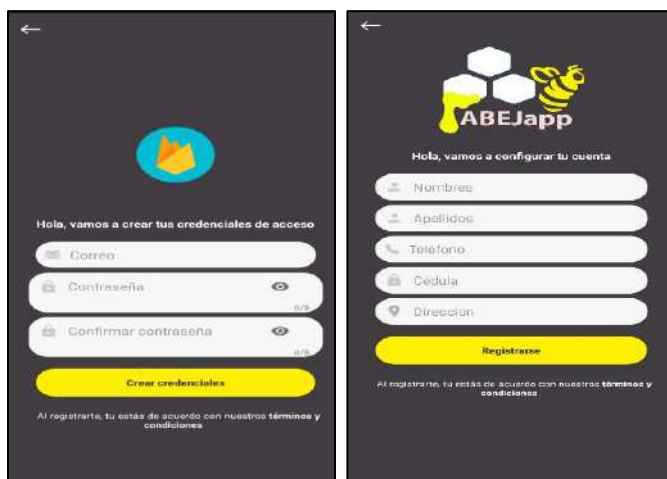 Hola, vamos a crear tus credenciales de acceso
Correo
Contraseña
0/8
Confirmar contraseña
0/8
Crear credenciales
Al registrarte, tu estás de acuerdo con nuestros términos y
condiciones
ABEJapp
Hola, vamos a configurar tu cuenta
Nombres
Apellidos
Teléfono
Cédula
Direccion
Registrarse
Al registrarte, tu estás de acuerdo con nuestros términos y
condiciones